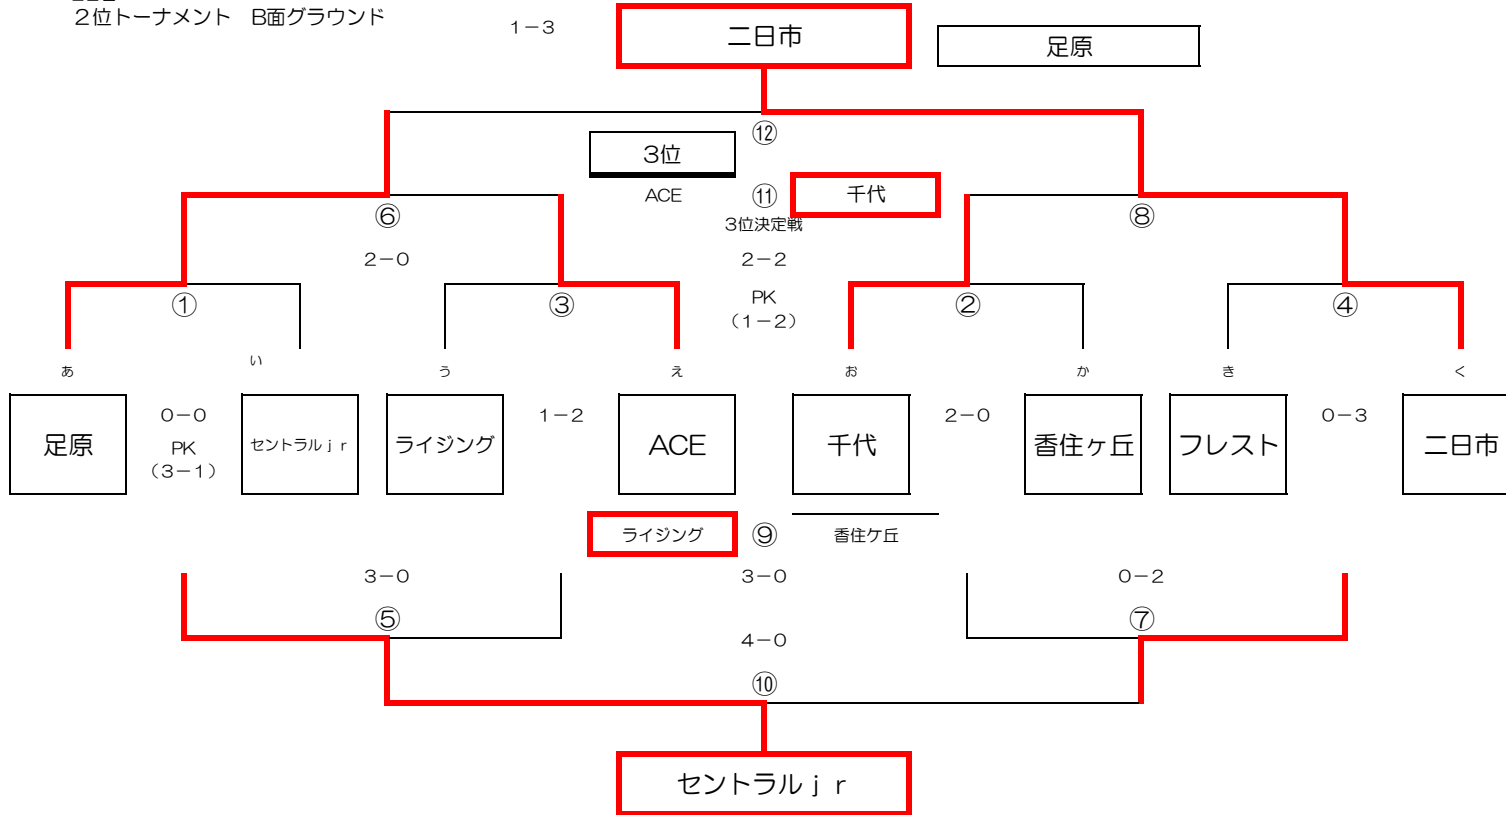 ２位トーナメント　B面グラウンド
１－３
二日市
足原
⑫
３位
ACE
⑪
千代
３位決定戦
⑥
⑧
２－０
２－２
PK
（１－２）
①
③
②
④
あ
い
う
え
お
か
き
く
足原
０－０
PK
（３－１）
セントラルｊｒ
ライジング
１－２
ACE
千代
２－０
香住ヶ丘
フレスト
０－３
二日市
ライジング
⑨
香住ケ丘
３－０
３－０
０－２
⑤
⑦
４－０
⑩
セントラルｊｒ